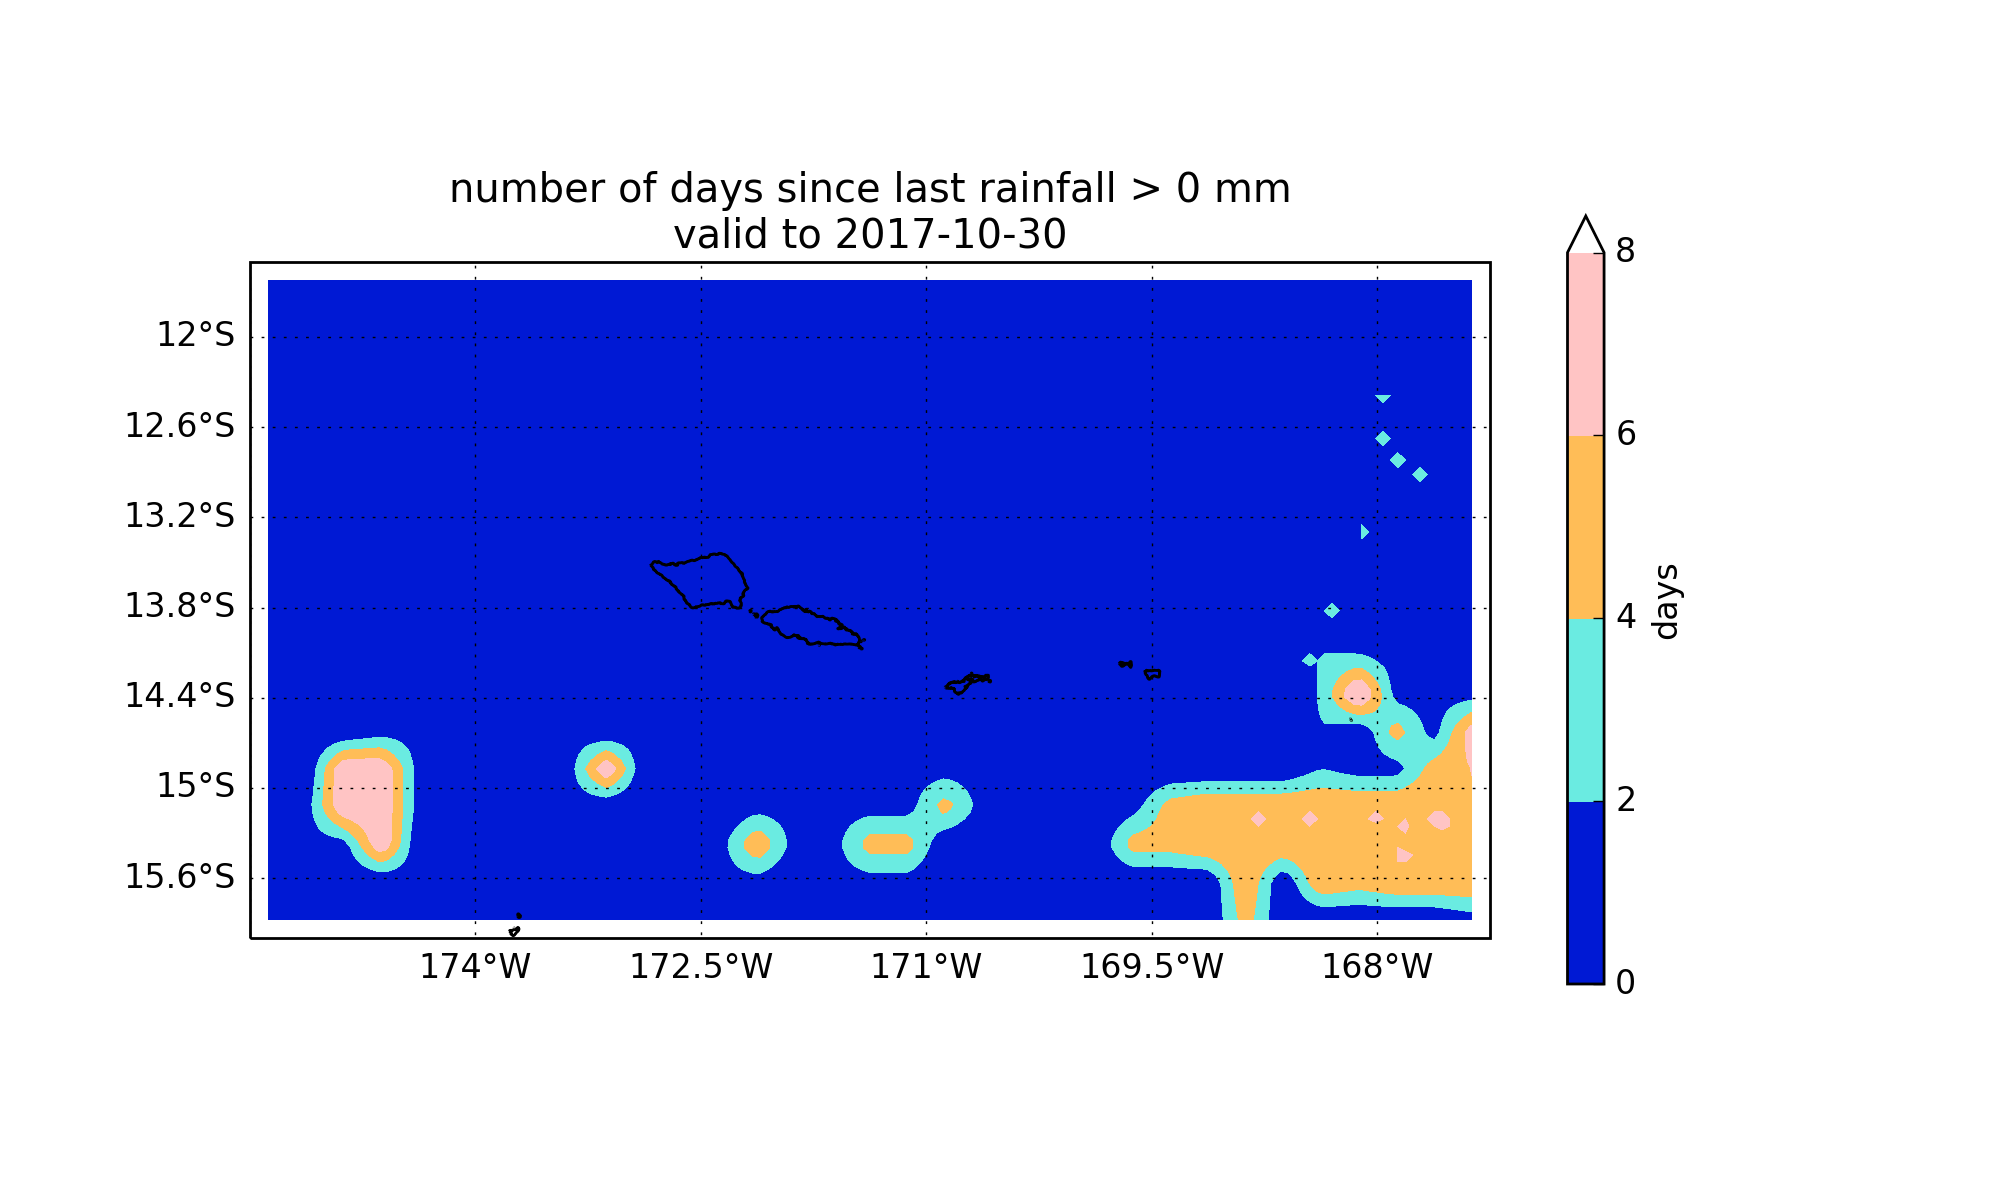 number of days since last rainfall > 0 mm
valid to 2017-10-30
12°S
12.6°S
13.2°S
13.8°S
14.4°S
15°S
15.6°S
174°W
172.5°W
171°W
169.5°W
168°W
8
6
4
2
0
days